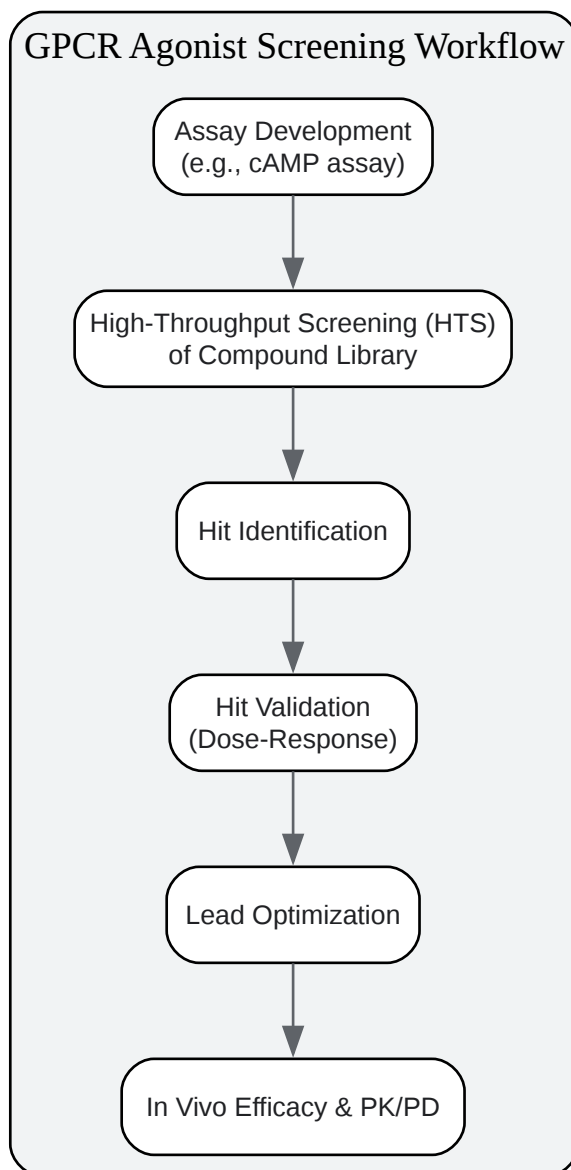 GPCR Agonist Screening Workflow
Assay Development
(e.g., cAMP assay)
High-Throughput Screening (HTS)
of Compound Library
Hit Identification
Hit Validation
(Dose-Response)
Lead Optimization
In Vivo Efficacy & PK/PD